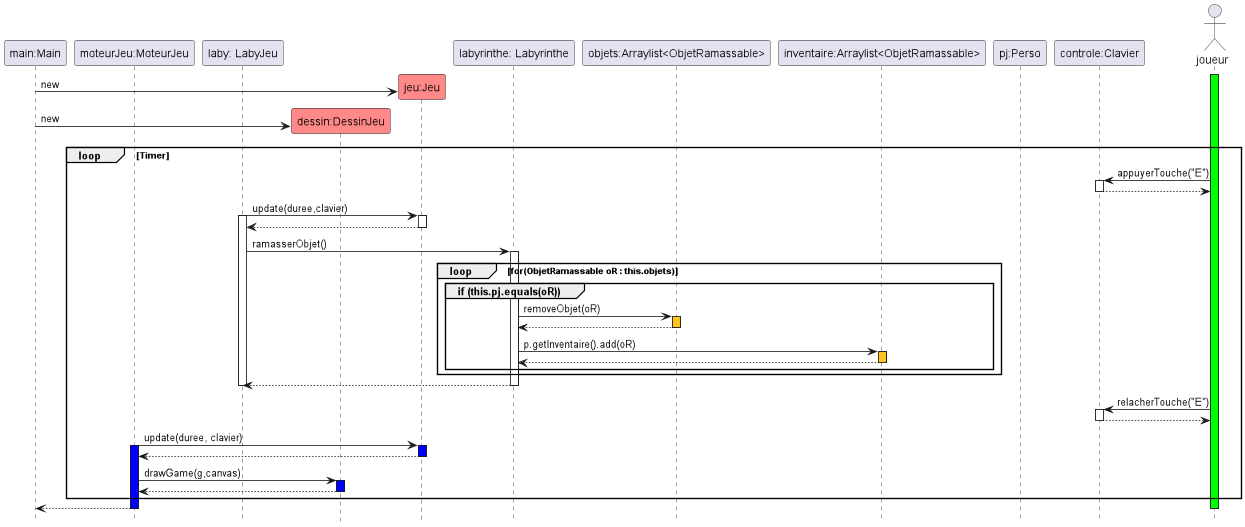 main:Main
moteurJeu:MoteurJeu
laby: LabyJeu
labyrinthe: Labyrinthe
objets:Arraylist<ObjetRamassable>
inventaire:Arraylist<ObjetRamassable>
pj:Perso
controle:Clavier
joueur
new
jeu:Jeu
new
dessin:DessinJeu
loop [Timer]
appuyerTouche("E")
update(duree,clavier)
ramasserObjet()
loop [for(ObjetRamassable oR : this.objets)]
if (this.pj.equals(oR))
removeObjet(oR)
p.getInventaire().add(oR)
relacherTouche("E")
update(duree, clavier)
drawGame(g,canvas)